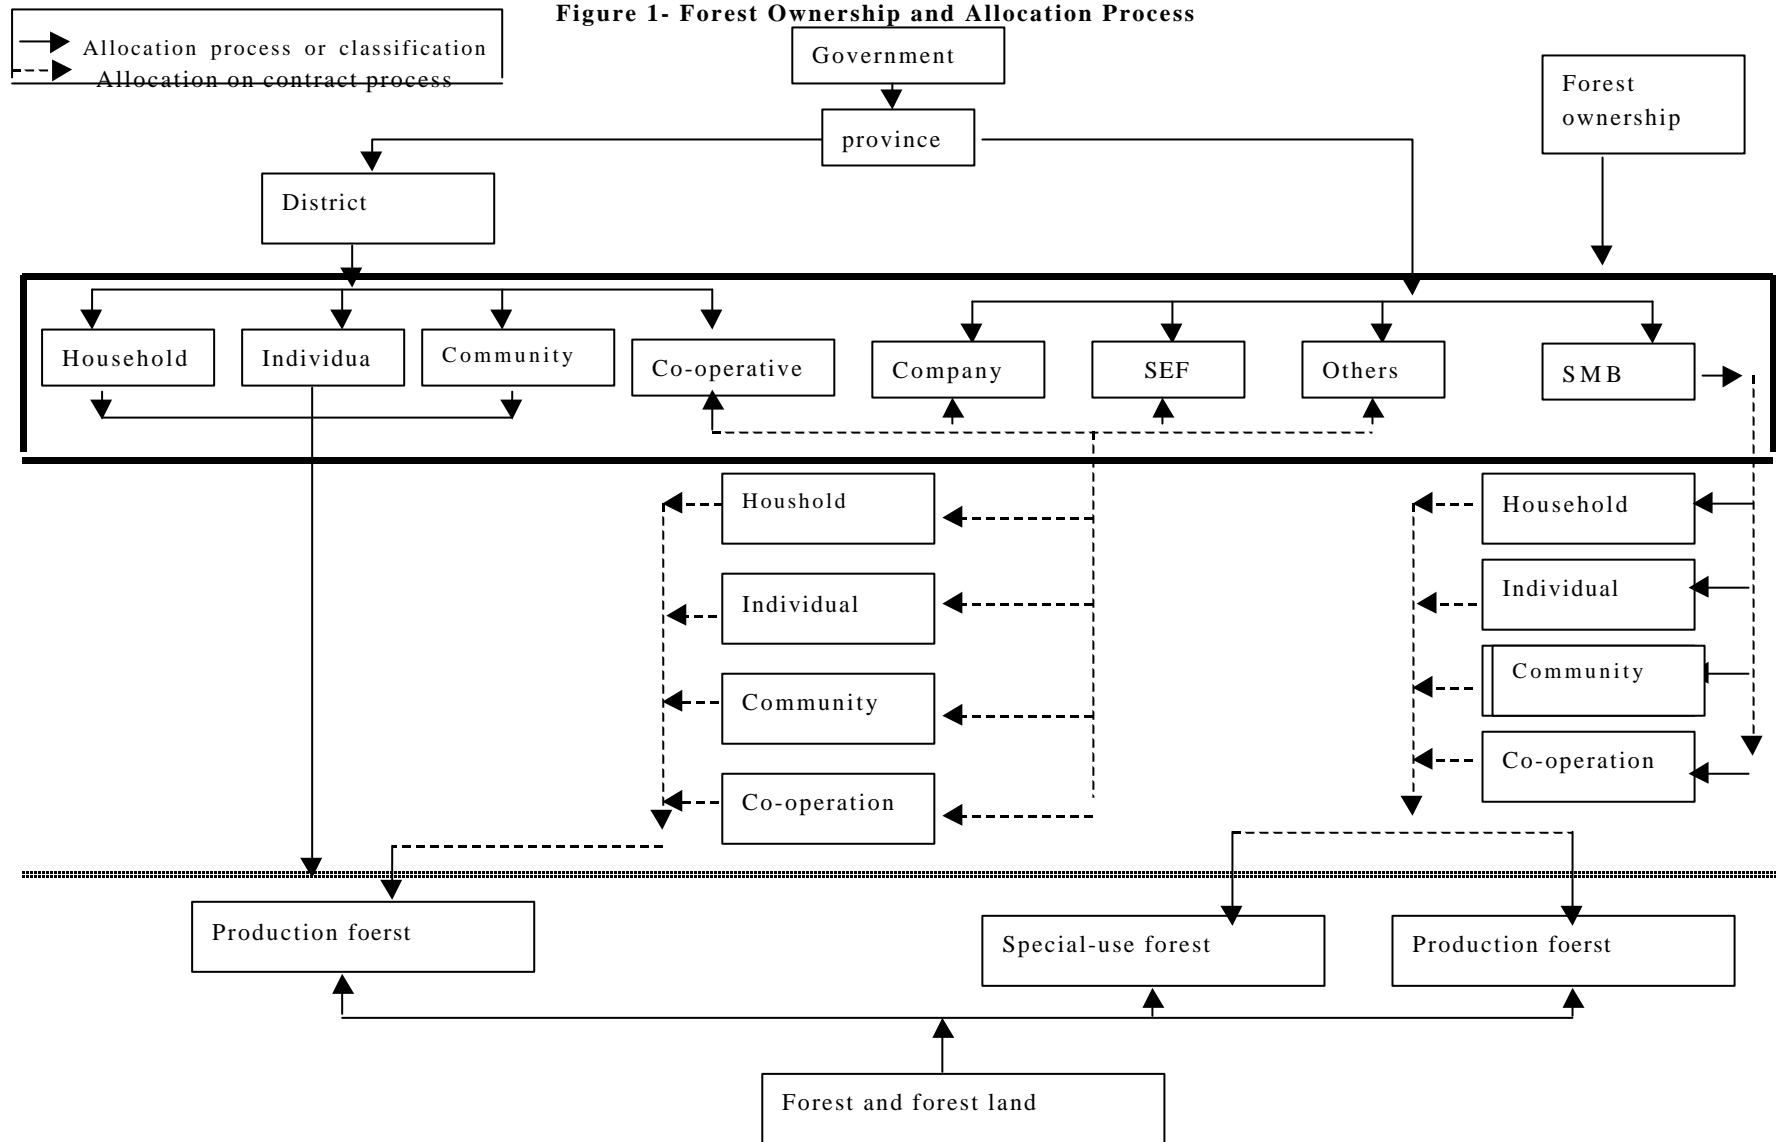 Figure 1- Forest Ownership and Allocation Process
Allocation process or classification
Allocation on contract process
Government
Forest
ownership
province
District
Household
Individua
Community
Co-operative
Company
SEF
Others
SMB
Houshold
Household
Individual
Individual
Community
Community
Co-operation
Co-operation
Production foerst
Special-use forest
Production foerst
Forest and forest land